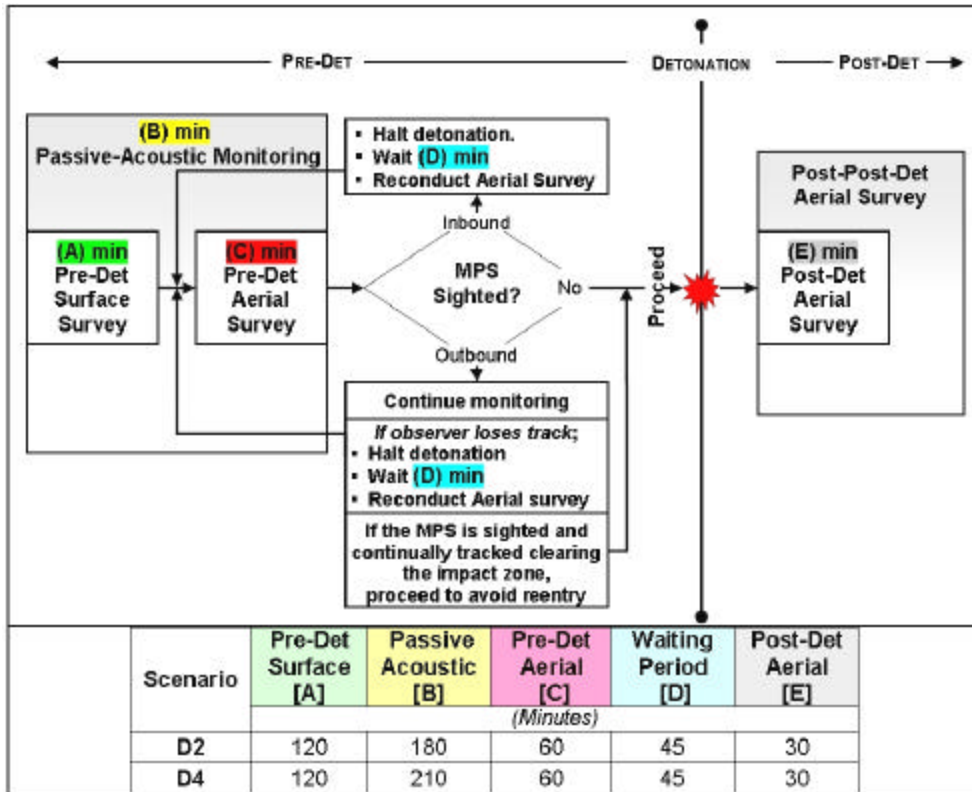 PRE-DET
DETONATION
POST-DET
(B) min
Passive-Acoustic Monitoring
(A) min
Pre-Det
Surface
Survey
(C) min
Pre-Det
Aerial
Survey
▪ Halt detonation.
▪ Wait (D) min
▪ Reconduct Aerial Survey
Inbound
MPS
Sighted?
No
Outbound
Continue monitoring
If observer loses track;
▪ Halt detonation
▪ Wait (D) min
▪ Reconduct Aerial survey
If the MPS is sighted and
continually tracked clearing
the impact zone,
proceed to avoid reentry
Proceed
Post-Post-Det
Aerial Survey
(E) min
Post-Det
Aerial
Survey
Scenario
Pre-Det
Surface
[A]
Passive
Acoustic
[B]
Pre-Det
Aerial
[C]
Waiting
Period
[D]
Post-Det
Aerial
[E]
(Minutes)
D2 120 180 60 45 30
D4 120 210 60 45 30